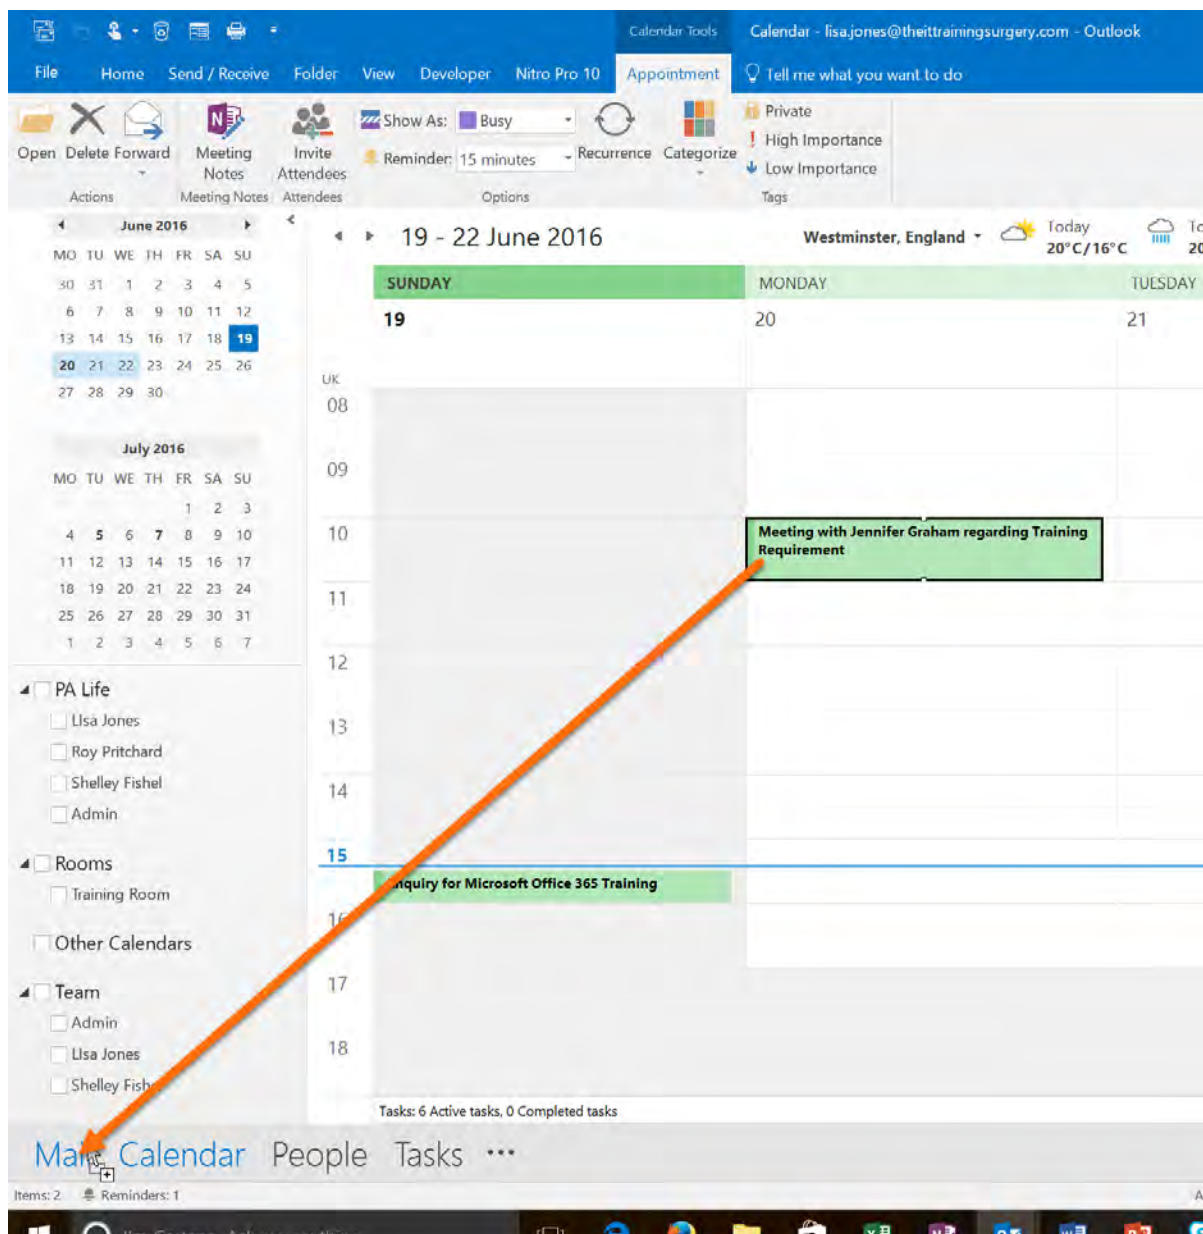 Calendar Tools
Calendar - lisa.jones@theittrainingsurgery.com - Outlook
File Home Send / Receive Folder View Developer Nitro Pro 10 Appointment Tell me what you want to do
Open Delete Forward
Meeting Notes
Invite Attendees
Show As: Busy
Reminder: 15 minutes
Recurrence Categorize
Private
High Importance
Low Importance
Actions Meeting Notes Attendees Options Tags
June 2016
MO TU WE TH FR SA SU
30 31 1 2 3 4 5
6 7 8 9 10 11 12
13 14 15 16 17 18 19
20 21 22 23 24 25 26
27 28 29 30
July 2016
MO TU WE TH FR SA SU
1 2 3
4 5 6 7 8 9 10
11 12 13 14 15 16 17
18 19 20 21 22 23 24
25 26 27 28 29 30 31
1 2 3 4 5 6 7
PA Life
LIsa Jones
Roy Pritchard
Shelley Fishel
Admin
Rooms
Training Room
Other Calendars
Team
Admin
LIsa Jones
Shelley
19 - 22 June 2016
Westminster, England
Today
20°C/16°C
SUNDAY MONDAY TUESDAY
19 20 21
UK
08
09
10
Meeting with Jennifer Graham regarding Training
Requirement
11
12
13
14
15
for Microsoft Office 365 Training
16
17
18
Tasks: 6 Active tasks, 0 Completed tasks
Mail Calendar People Tasks ...
Items: 2 Reminders: 1